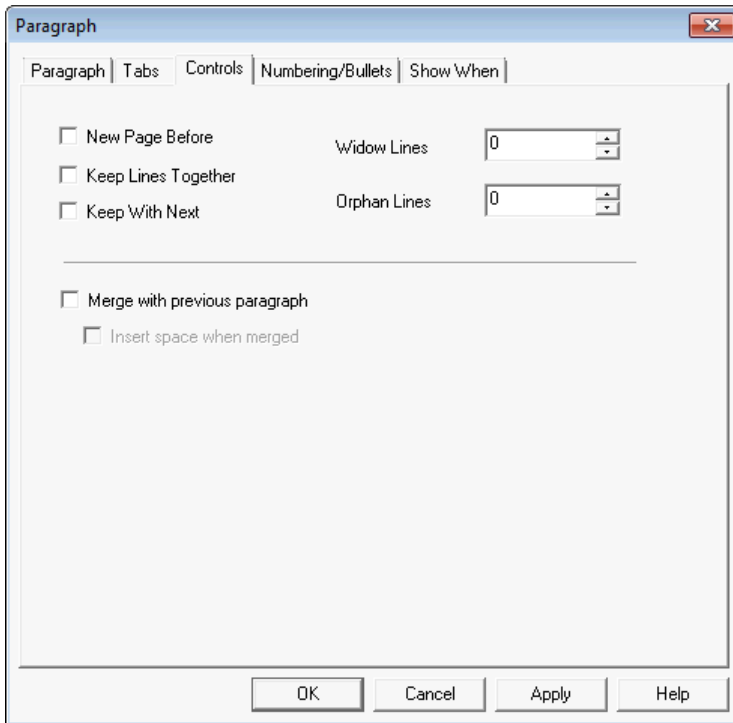 Paragraph
Paragraph Tabs Controls Numbering/Bullets Show When
New Page Before
Widow Lines 0
Keep Lines Together
Orphan Lines 0
Keep With Next
Merge with previous paragraph
Insert space when merged
OK Cancel Apply Help